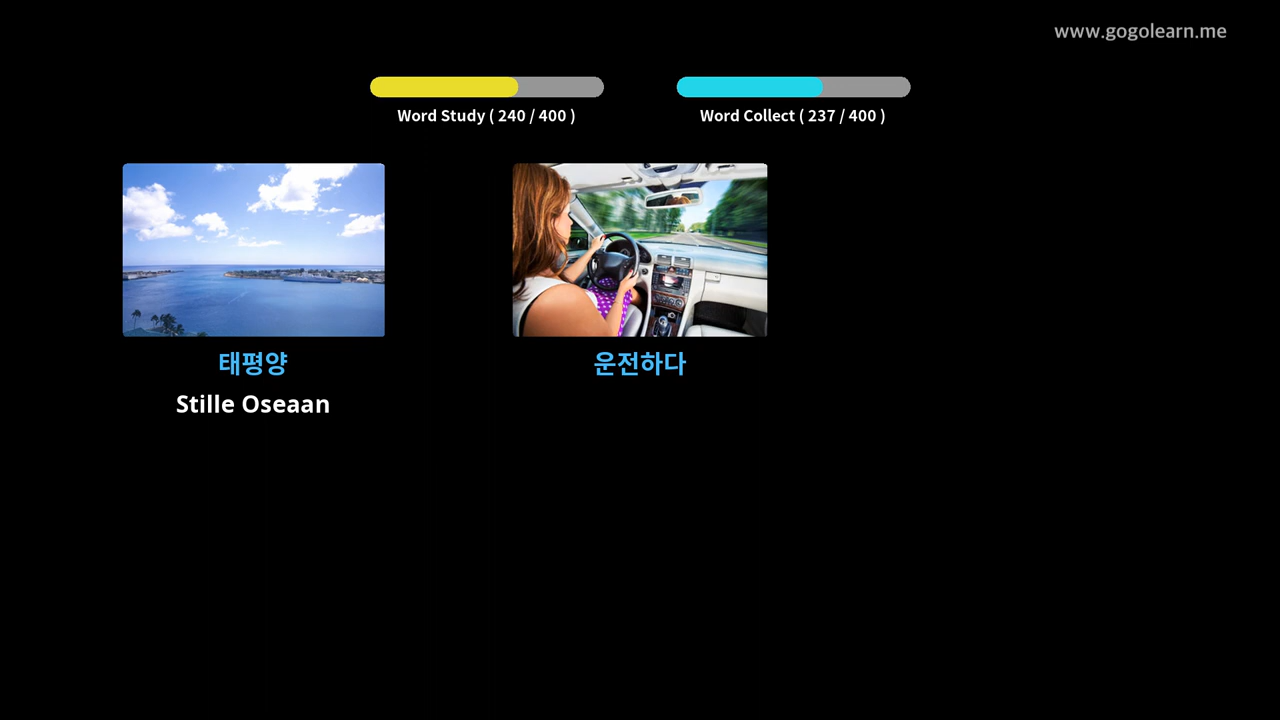 www.gogolearn.me
Word Study ( 240 / 400 )
Word Collect ( 237 / 400 )
태평양
운전하다
Stille Oseaan